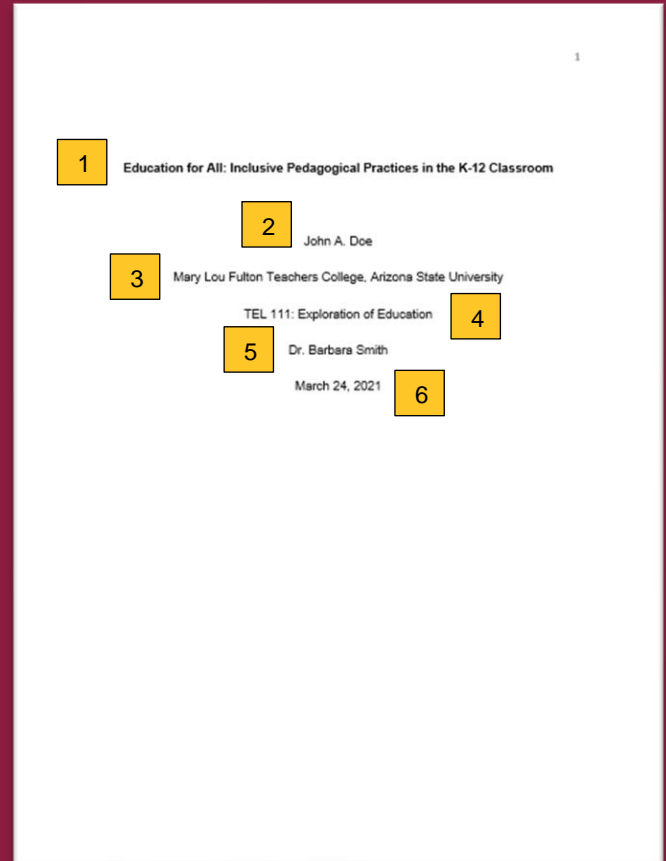 1
1 Education for All: Inclusive Pedagogical Practices in the K-12 Classroom
2 John A. Doe
3 Mary Lou Fulton Teachers College, Arizona State University
TEL 111: Exploration of Education 4
5 Dr. Barbara Smith
March 24, 2021 6